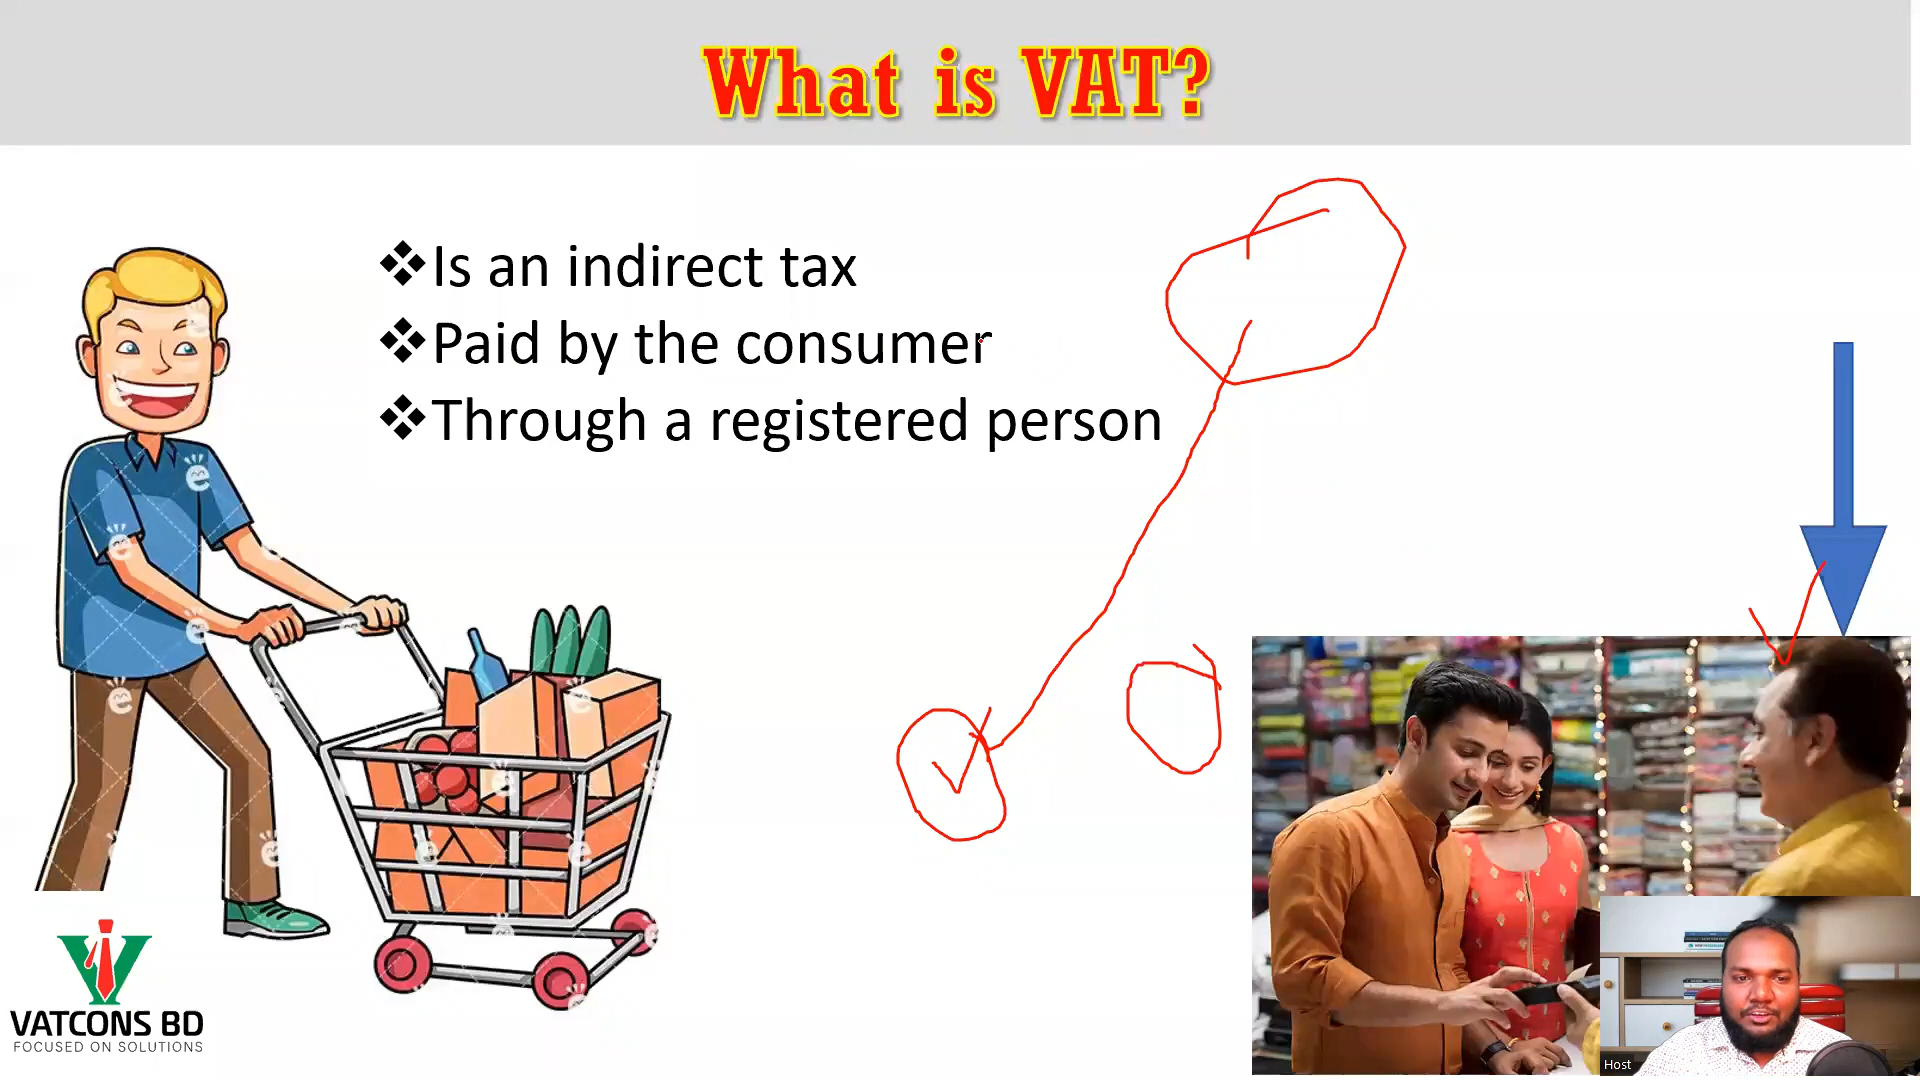 What is VAT?
❖Is an indirect tax
❖Paid by the consumer
❖Through a registered person
VATCONS BD
FOCUSED ON SOLUTIONS
Host